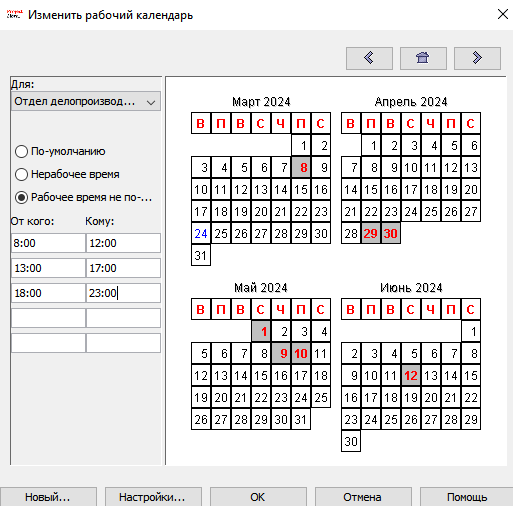 Изменить рабочий календарь
Для:
Отдел делопроизвод...
По-умолчанию
Нерабочее время
Рабочее время не по-...
От кого: Кому:
8:00 12:00
13:00 17:00
18:00 23:00
Март 2024
В П В С Ч П С
1 2
3 4 5 6 7 8 9
10 11 12 13 14 15 16
17 18 19 20 21 22 23
24 25 26 27 28 29 30
31
Апрель 2024
В П В С Ч П С
1 2 3 4 5 6
7 8 9 10 11 12 13
14 15 16 17 18 19 20
21 22 23 24 25 26 27
28 29 30
Май 2024
В П В С Ч П С
1 2 3 4
5 6 7 8 9 10 11
12 13 14 15 16 17 18
19 20 21 22 23 24 25
26 27 28 29 30 31
Июнь 2024
В П В С Ч П С
1
2 3 4 5 6 7 8
9 10 11 12 13 14 15
16 17 18 19 20 21 22
23 24 25 26 27 28 29
30
Новый... Настройки... OK Отмена Помощь